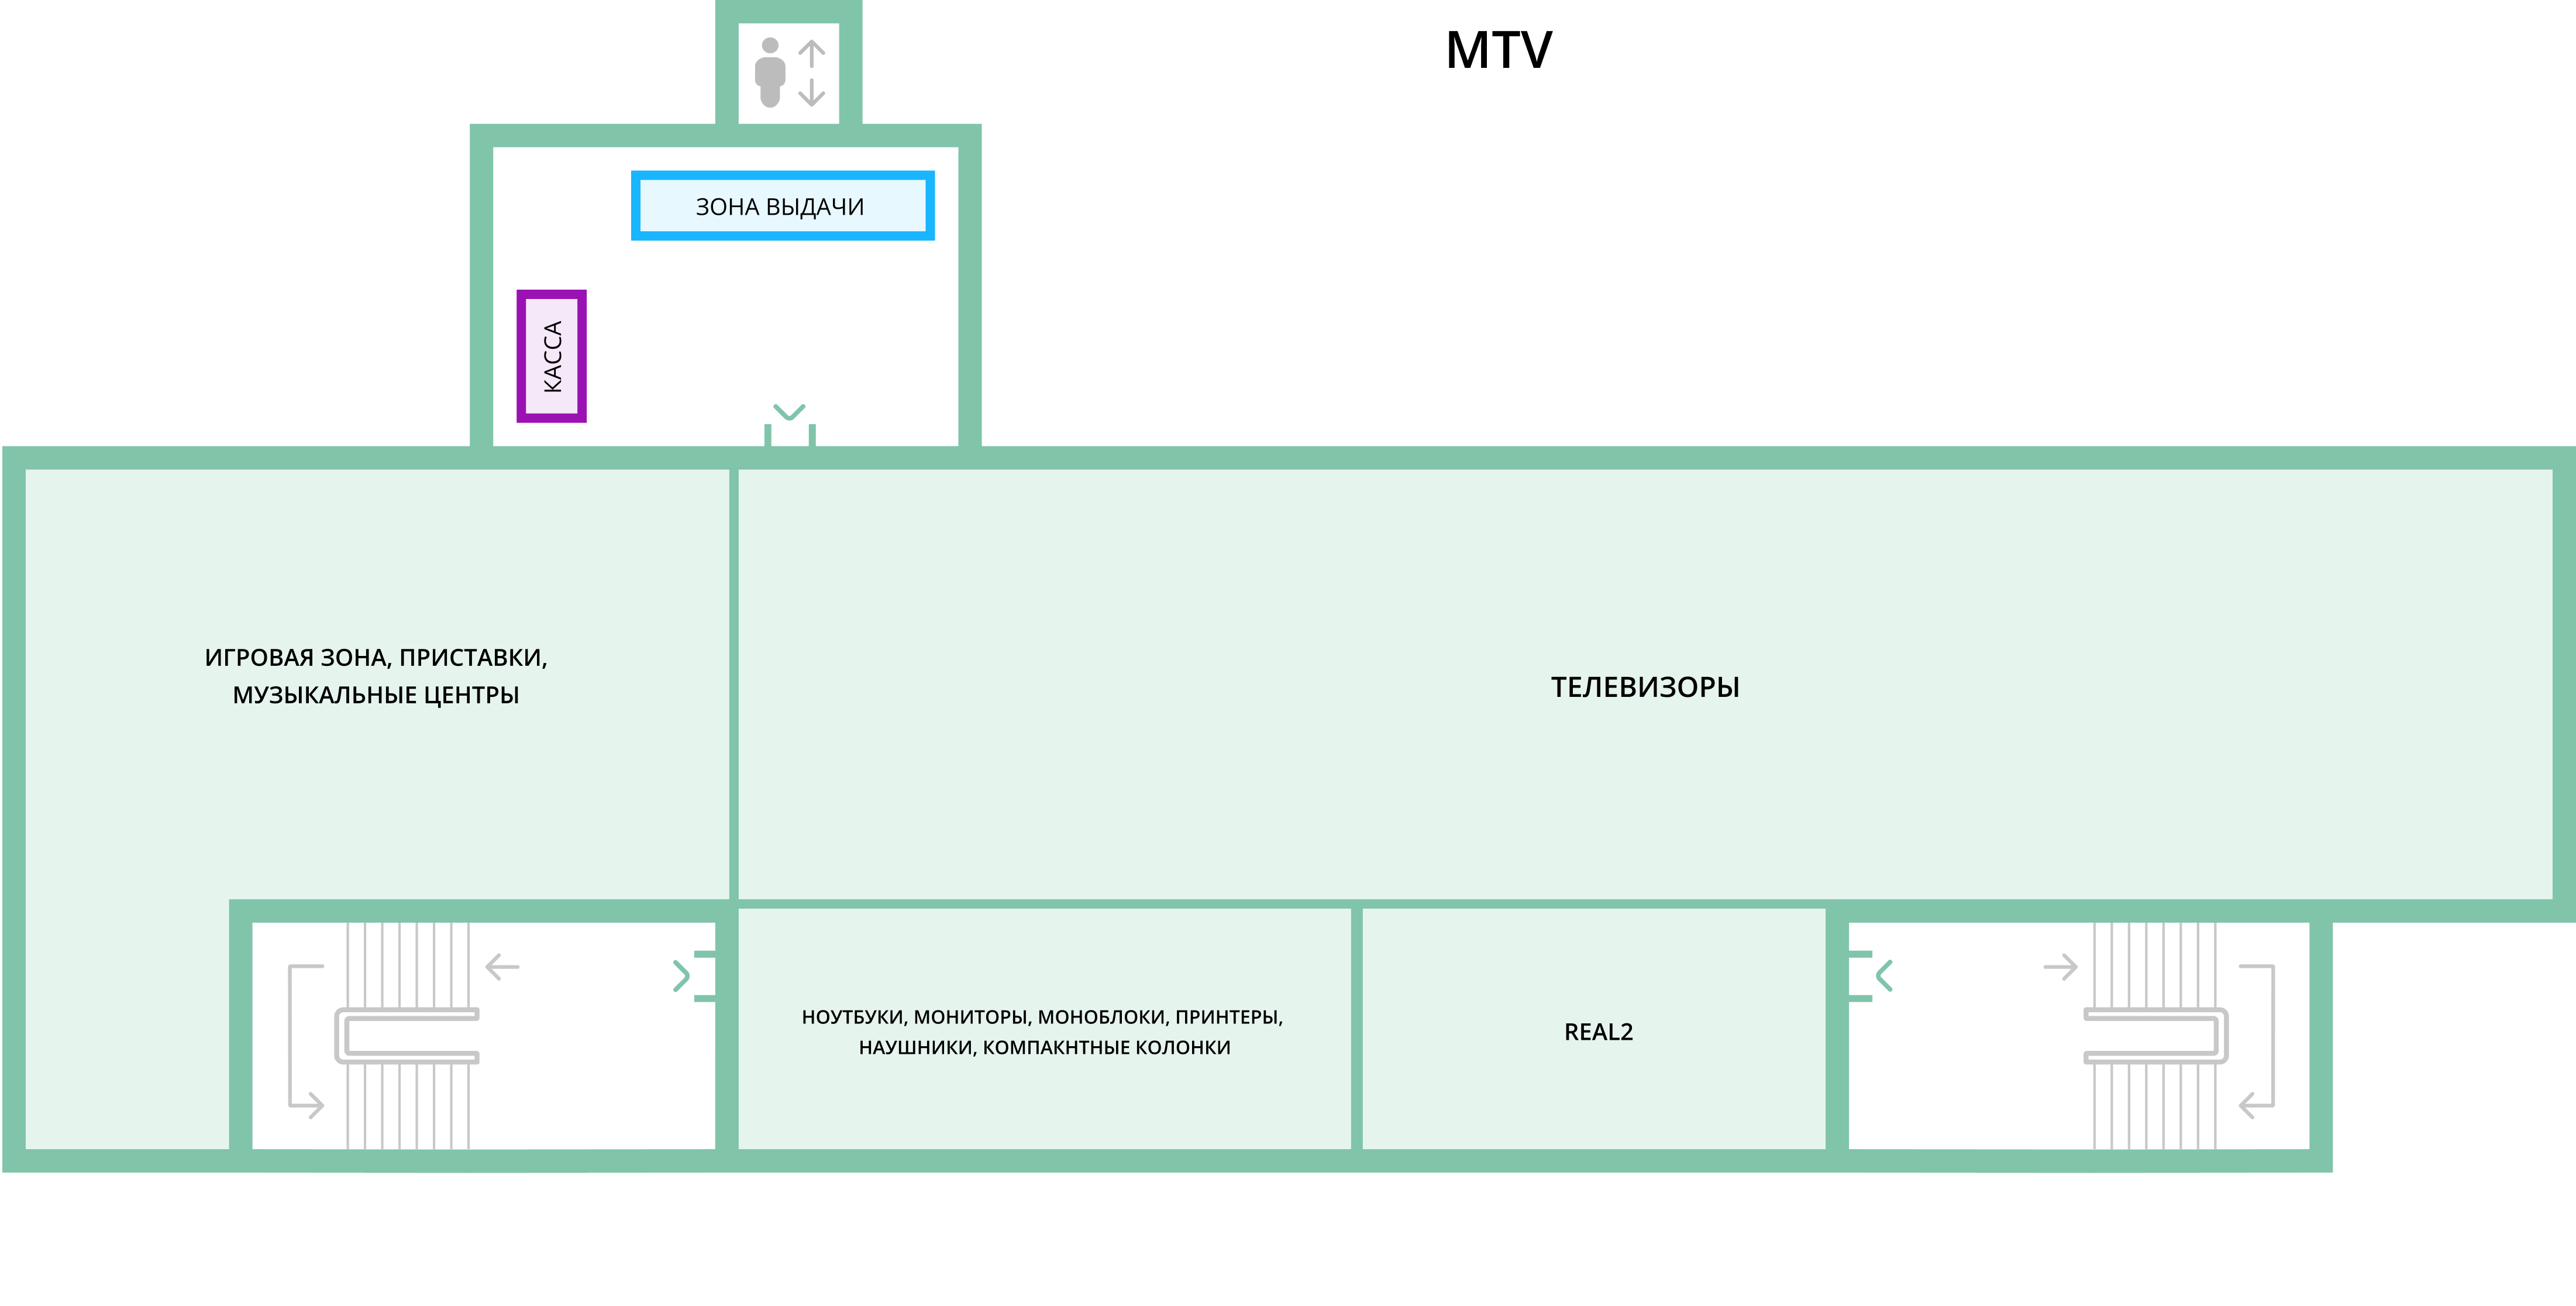 MTV
ЗОНА ВЫДАЧИ
КАССА
ИГРОВАЯ ЗОНА, ПРИСТАВКИ,
МУЗЫКАЛЬНЫЕ ЦЕНТРЫ
ТЕЛЕВИЗОРЫ
НОУТБУКИ, МОНИТОРЫ, МОНОБЛОКИ, ПРИНТЕРЫ,
НАУШНИКИ, КОМПАКНТНЫЕ КОЛОНКИ
REAL2